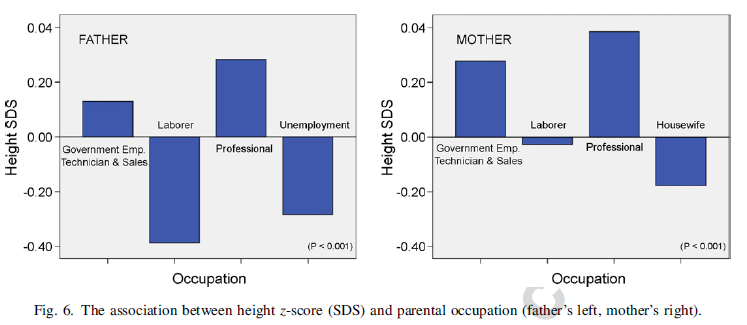 0.04
0.20
0.00
-0.20
-0.40
Height SDS
FATHER
Laborer
Unemployment
Government Emp.
Technician & Sales
Professional
(P < 0.001)
Occupation
0.04
0.20
0.00
-0.20
-0.40
Height SDS
MOTHER
Laborer
Housewife
Government Emp.
Technician & Sales
Professional
(P < 0.001)
Occupation
Fig. 6. The association between height z-score (SDS) and parental occupation (father's left, mother's right).